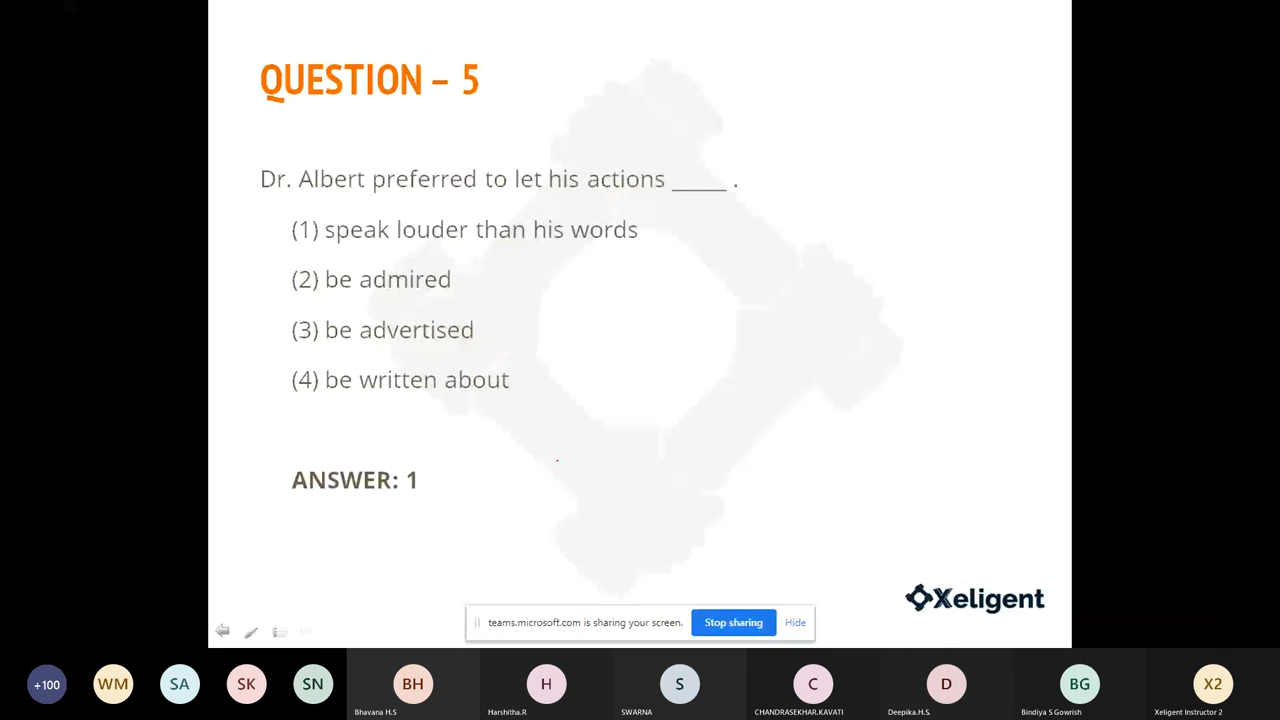 QUESTION – 5
Dr. Albert preferred to let his actions _____ .
(1) speak louder than his words
(2) be admired
(3) be advertised
(4) be written about
ANSWER: 1
Xeligent
teams.microsoft.com is sharing your screen. Stop sharing Hide
+100 WM SA SK SN BH H S C D BG X2
Bhavana H.S Harshitha.R SWARNA CHANDRASEKHAR.KAVATI Deepika.H.S. Bindiya S Gowrish Xeligent Instructor 2